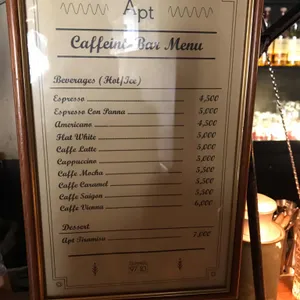 Apt
Caffeine Bar Menu
Beverages (Hot/Ice)
Espresso 4,500
Espresso Con Panna 5,000
Americano 4,500
Flat White 5,000
Caffe Latte 5,000
Cappuccino 5,000
Caffe Mocha 5,500
Caffe Caramel 5,500
Caffe Saigon 5,500
Caffe Vienna 6,000
Dessert
Apt Tiramisu 7,000